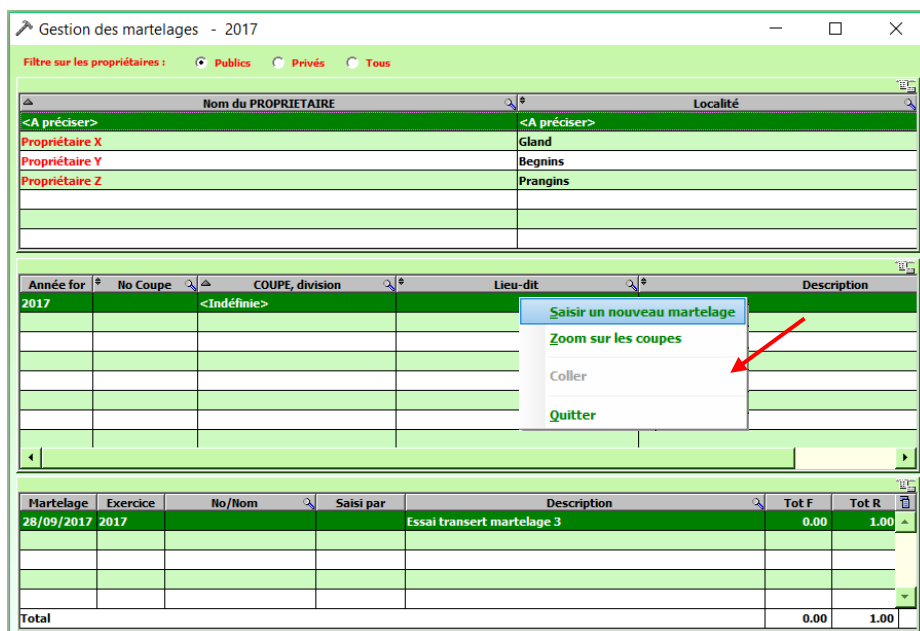 Gestion des martelages - 2017
Filtre sur les propriétaires : Publics Privés Tous
Nom du PROPRIETAIRE Localité
<A préciser> <A préciser>
Propriétaire X Gland
Propriétaire Y Begnins
Propriétaire Z Prangins
Année for No Coupe COUPE, division Lieu-dit Description
2017 <Indéfinie>
Saisir un nouveau martelage
Zoom sur les coupes
Coller
Quitter
Martelage Exercice No/Nom Saisi par Description Tot F Tot R
28/09/2017 2017 Essai transert martelage 3 0.00 1.00
Total 0.00 1.00